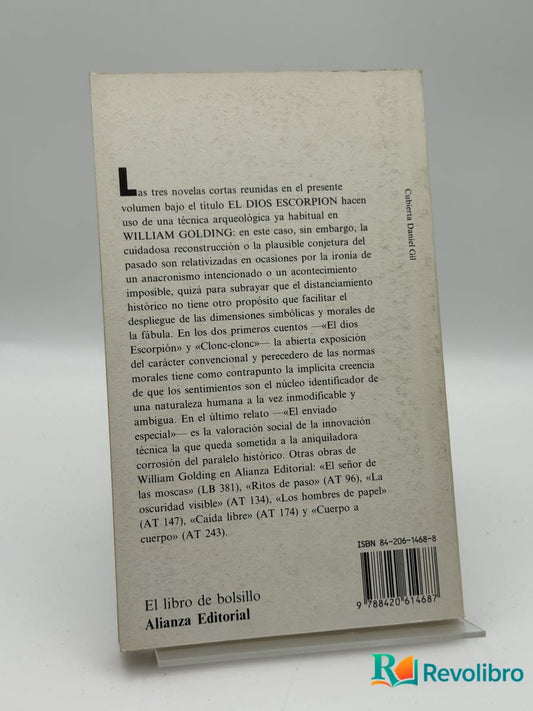 Las tres novelas cortas reunidas en el presente
volumen bajo el título EL DIOS ESCORPION hacen
uso de una técnica arqueológica ya habitual en
WILLIAM GOLDING: en este caso, sin embargo, la
cuidadosa reconstrucción o la plausible conjetura del
pasado son relativizadas en ocasiones por la ironía de
un anacronismo intencionado o un acontecimiento
imposible, quizá para subrayar que el distanciamiento
histórico no tiene otro propósito que facilitar el
despliegue de las dimensiones simbólicas y morales de
la fábula. En los dos primeros cuentos —«El dios
Escorpión» y «Clonc-clonc»— la abierta exposición
del carácter convencional y perecedero de las normas
morales tiene como contrapunto la implícita creencia
de que los sentimientos son el núcleo identificador de
una naturaleza humana a la vez inmodificable y
ambigua. En el último relato —«El enviado
especial»— es la valoración social de la innovación
técnica la que queda sometida a la aniquiladora
corrosión del paralelo histórico. Otras obras de
William Golding en Alianza Editorial: «El señor de
las moscas» (LB 381), «Ritos de paso» (AT 96), «La
oscuridad visible» (AT 134), «Los hombres de papel»
(AT 147), «Caída libre» (AT 174) y «Cuerpo a
cuerpo» (AT 243).
Cubierta Daniel Gil
El libro de bolsillo
Alianza Editorial
ISBN 84-206-1468-8
9 788420 614687
Revolibro